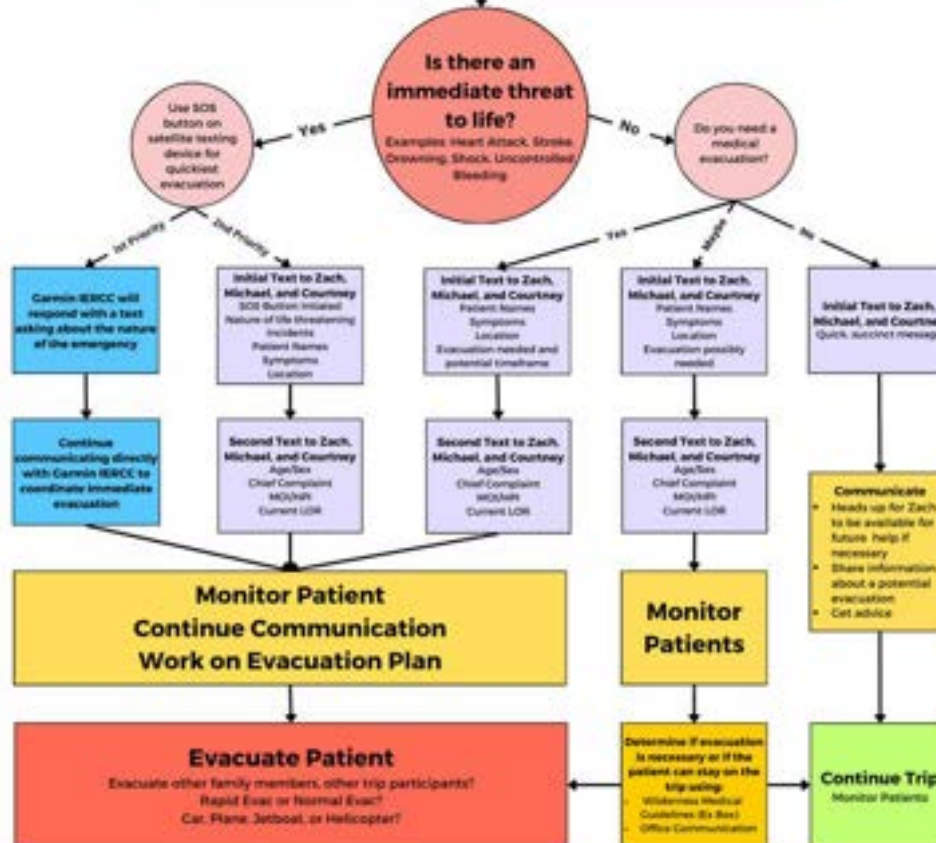 Is there an
immediate threat
to life?
Examples: Heart Attack, Stroke,
Drowning, Shock, Uncontrolled
Bleeding
Yes
No
Use SOS
button on
satellite texting
device for
quickest
evacuation
Do you need a
medical
evacuation?
1st Priority
2nd Priority
Yes
Maybe
No
Garmin IERCC will
respond with a text
asking about the nature
of the emergency
Initial Text to Zach,
Michael, and Courtney
SOS Button Initiated
Nature of life threatening
Incidents
Patient Names
Symptoms
Location
Initial Text to Zach,
Michael, and Courtney
Patient Names
Symptoms
Location
Evacuation needed and
potential timeframe
Initial Text to Zach,
Michael, and Courtney
Patient Names
Symptoms
Location
Evacuation possibly
needed
Initial Text to Zach,
Michael, and Courtne
Quick, succinct messag
Continue
communicating directly
with Garmin IERCC to
coordinate immediate
evacuation
Second Text to Zach,
Michael, and Courtney
Age/Sex
Chief Complaint
MOI/HPI
Current LOR
Second Text to Zach,
Michael, and Courtney
Age/Sex
Chief Complaint
MOI/HPI
Current LOR
Second Text to Zach,
Michael, and Courtney
Age/Sex
Chief Complaint
MOI/HPI
Current LOR
Communicate
• Heads up for Zach
to be available for
future help if
necessary
• Share information
about a potential
evacuation
• Get advice
Monitor Patient
Continue Communication
Work on Evacuation Plan
Monitor
Patients
Evacuate Patient
Evacuate other family members, other trip participants?
Rapid Evac or Normal Evac?
Car, Plane, Jetboat, or Helicopter?
Determine if evacuation
is necessary or if the
patient can stay on the
trip using:
• Wilderness Medical
Guidelines (Ex Box)
• Office Communication
Continue Trip
Monitor Patients